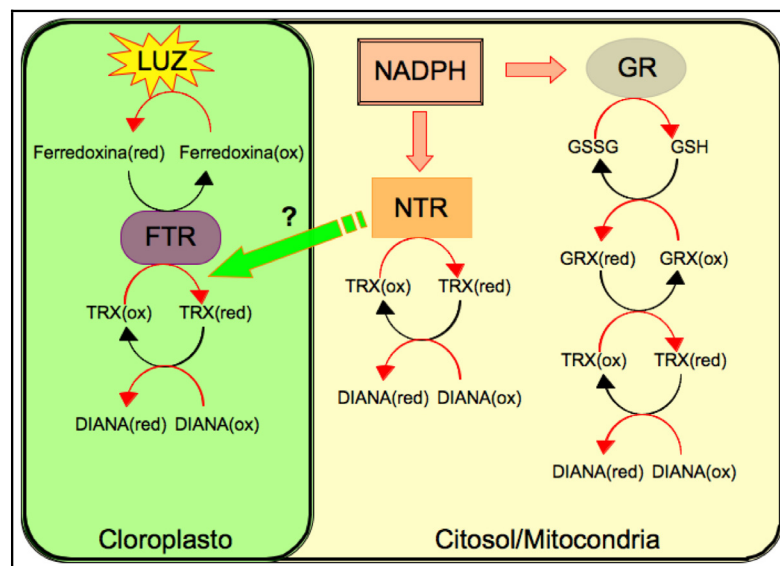 LUZ
Ferredoxina(red) Ferredoxina(ox)
FTR
TRX(ox) TRX(red)
DIANA(red) DIANA(ox)
Cloroplasto
?
NADPH
NTR
TRX(ox) TRX(red)
DIANA(red) DIANA(ox)
GR
GSSG GSH
GRX(red) GRX(ox)
TRX(ox) TRX(red)
DIANA(red) DIANA(ox)
Citosol/Mitocondria